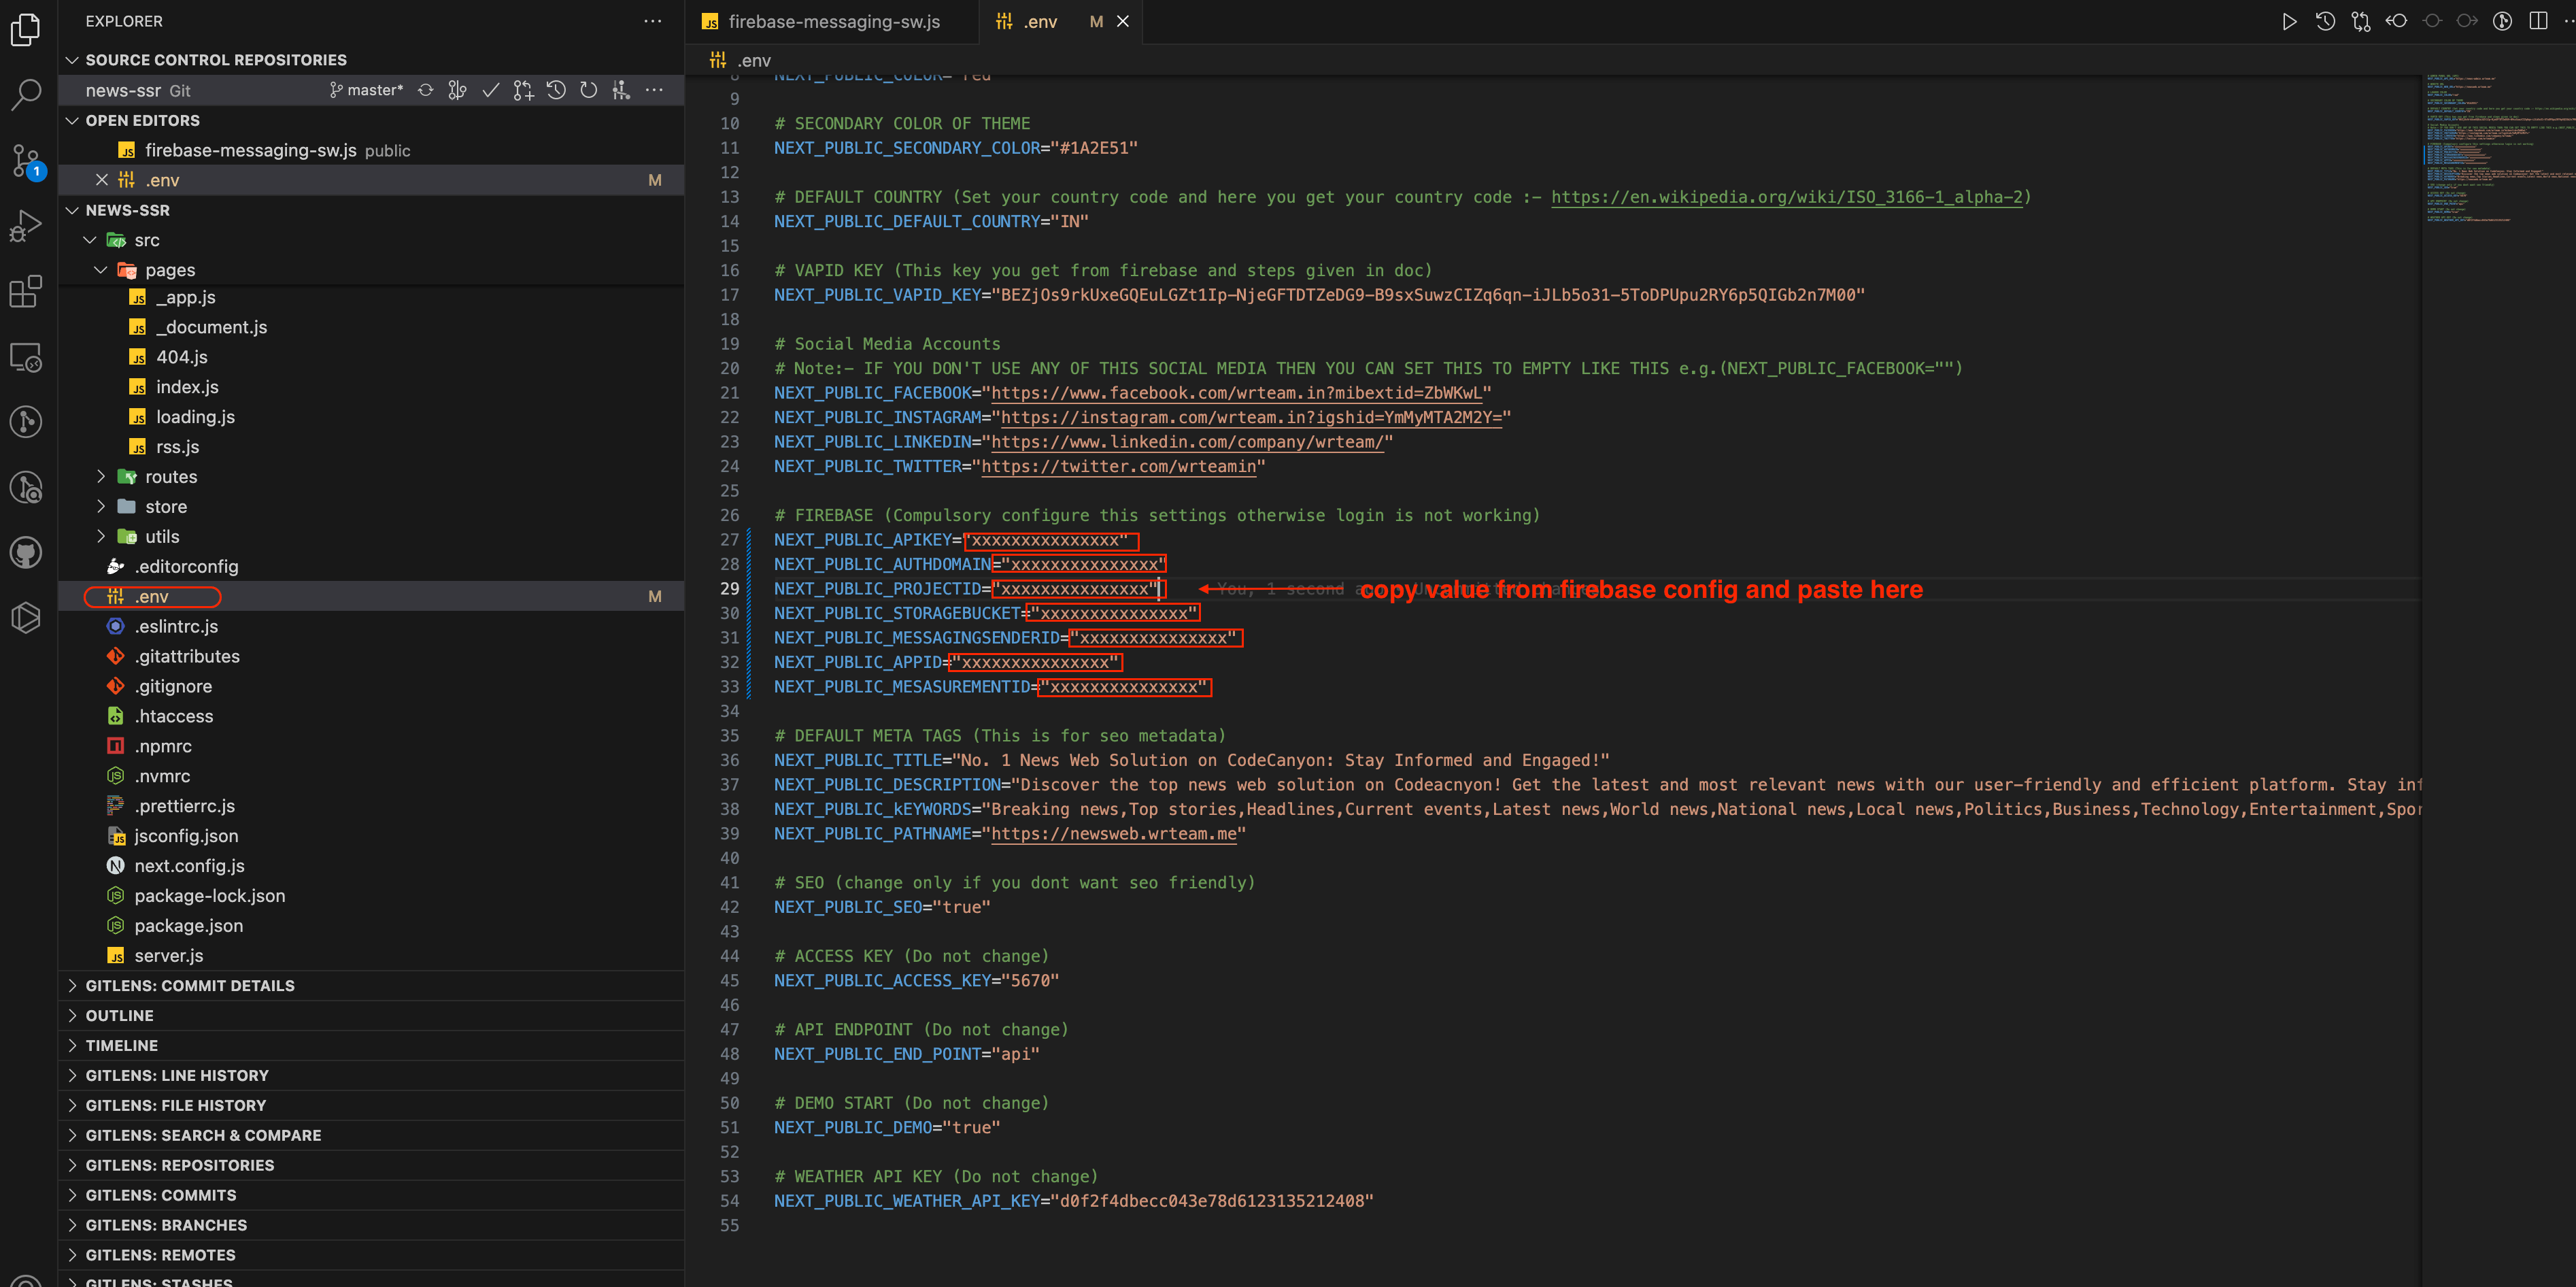 EXPLORER
SOURCE CONTROL REPOSITORIES
news-ssr Git master*
OPEN EDITORS
firebase-messaging-sw.js public
.env M
NEWS-SSR
src
pages
_app.js
_document.js
404.js
index.js
loading.js
rss.js
routes
store
utils
.editorconfig
.env M
.eslintrc.js
.gitattributes
.gitignore
.htaccess
.npmrc
.nvmrc
.prettierrc.js
jsconfig.json
next.config.js
package-lock.json
package.json
server.js
GITLENS: COMMIT DETAILS
OUTLINE
TIMELINE
GITLENS: LINE HISTORY
GITLENS: FILE HISTORY
GITLENS: SEARCH & COMPARE
GITLENS: REPOSITORIES
GITLENS: COMMITS
GITLENS: BRANCHES
GITLENS: REMOTES
GITLENS: STASHES
1
firebase-messaging-sw.js .env M
.env
8 NEXT_PUBLIC_COLOR="red"
9
10 # SECONDARY COLOR OF THEME
11 NEXT_PUBLIC_SECONDARY_COLOR="#1A2E51"
12
13 # DEFAULT COUNTRY (Set your country code and here you get your country code :- https://en.wikipedia.org/wiki/ISO_3166-1_alpha-2)
14 NEXT_PUBLIC_DEFAULT_COUNTRY="IN"
15
16 # VAPID KEY (This key you get from firebase and steps given in doc)
17 NEXT_PUBLIC_VAPID_KEY="BEZjOs9rkUxeGQEuLGZt1Ip-NjeGFTDTZeDG9-B9sxSuwzCIZq6qn-iJLb5o31-5ToDPUpu2RY6p5QIGb2n7M00"
18
19 # Social Media Accounts
20 # Note:- IF YOU DON'T USE ANY OF THIS SOCIAL MEDIA THEN YOU CAN SET THIS TO EMPTY LIKE THIS e.g.(NEXT_PUBLIC_FACEBOOK="")
21 NEXT_PUBLIC_FACEBOOK="https://www.facebook.com/wrteam.in?mibextid=ZbWKwL"
22 NEXT_PUBLIC_INSTAGRAM="https://instagram.com/wrteam.in?igshid=YmMyMTA2M2Y="
23 NEXT_PUBLIC_LINKEDIN="https://www.linkedin.com/company/wrteam/"
24 NEXT_PUBLIC_TWITTER="https://twitter.com/wrteamin"
25
26 # FIREBASE (Compulsory configure this settings otherwise login is not working)
27 NEXT_PUBLIC_APIKEY="xxxxxxxxxxxxxxx"
28 NEXT_PUBLIC_AUTHDOMAIN="xxxxxxxxxxxxxxx"
29 NEXT_PUBLIC_PROJECTID="xxxxxxxxxxxxxxx" You, 1 second copy value from firebase config and paste here
30 NEXT_PUBLIC_STORAGEBUCKET="xxxxxxxxxxxxxxx"
31 NEXT_PUBLIC_MESSAGINGSENDERID="xxxxxxxxxxxxxxx"
32 NEXT_PUBLIC_APPID="xxxxxxxxxxxxxxx"
33 NEXT_PUBLIC_MESASUREMENTID="xxxxxxxxxxxxxxx"
34
35 # DEFAULT META TAGS (This is for seo metadata)
36 NEXT_PUBLIC_TITLE="No. 1 News Web Solution on CodeCanyon: Stay Informed and Engaged!"
37 NEXT_PUBLIC_DESCRIPTION="Discover the top news web solution on Codeacnyon! Get the latest and most relevant news with our user-friendly and efficient platform. Stay inf
38 NEXT_PUBLIC_kEYWORDS="Breaking news,Top stories,Headlines,Current events,Latest news,World news,National news,Local news,Politics,Business,Technology,Entertainment,Spor
39 NEXT_PUBLIC_PATHNAME="https://newsweb.wrteam.me"
40
41 # SEO (change only if you dont want seo friendly)
42 NEXT_PUBLIC_SEO="true"
43
44 # ACCESS KEY (Do not change)
45 NEXT_PUBLIC_ACCESS_KEY="5670"
46
47 # API ENDPOINT (Do not change)
48 NEXT_PUBLIC_END_POINT="api"
49
50 # DEMO START (Do not change)
51 NEXT_PUBLIC_DEMO="true"
52
53 # WEATHER API KEY (Do not change)
54 NEXT_PUBLIC_WEATHER_API_KEY="d0f2f4dbecc043e78d6123135212408"
55